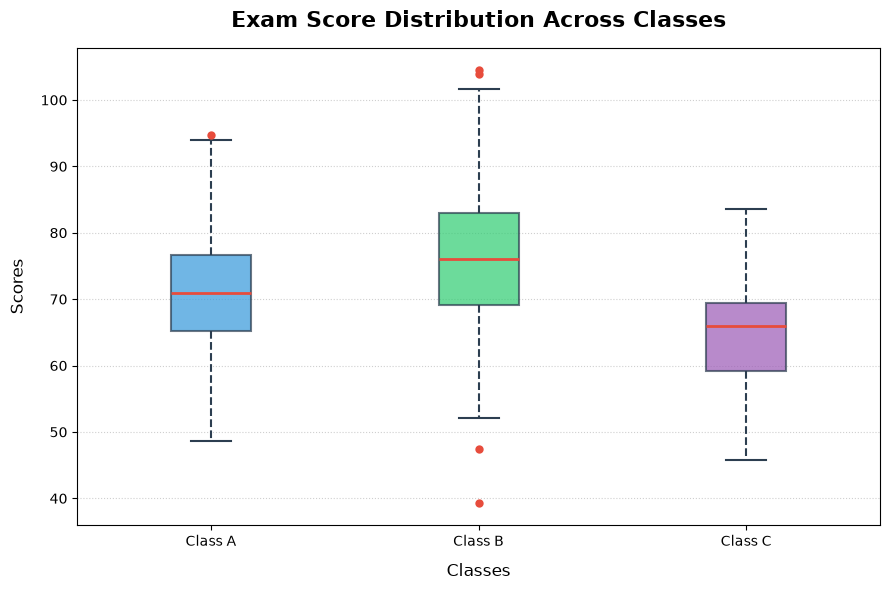 Exam Score Distribution Across Classes
Scores
100
90
80
70
60
50
40
Class A
Class B
Class C
Classes